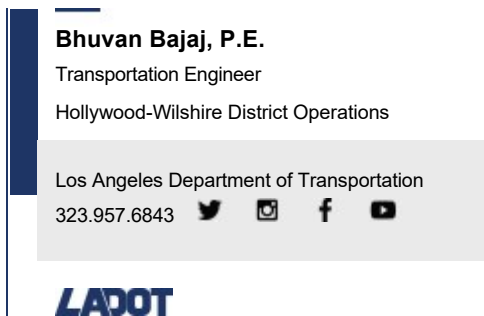 Bhuvan Bajaj, P.E.
Transportation Engineer
Hollywood-Wilshire District Operations
Los Angeles Department of Transportation
323.957.6843
LADOT